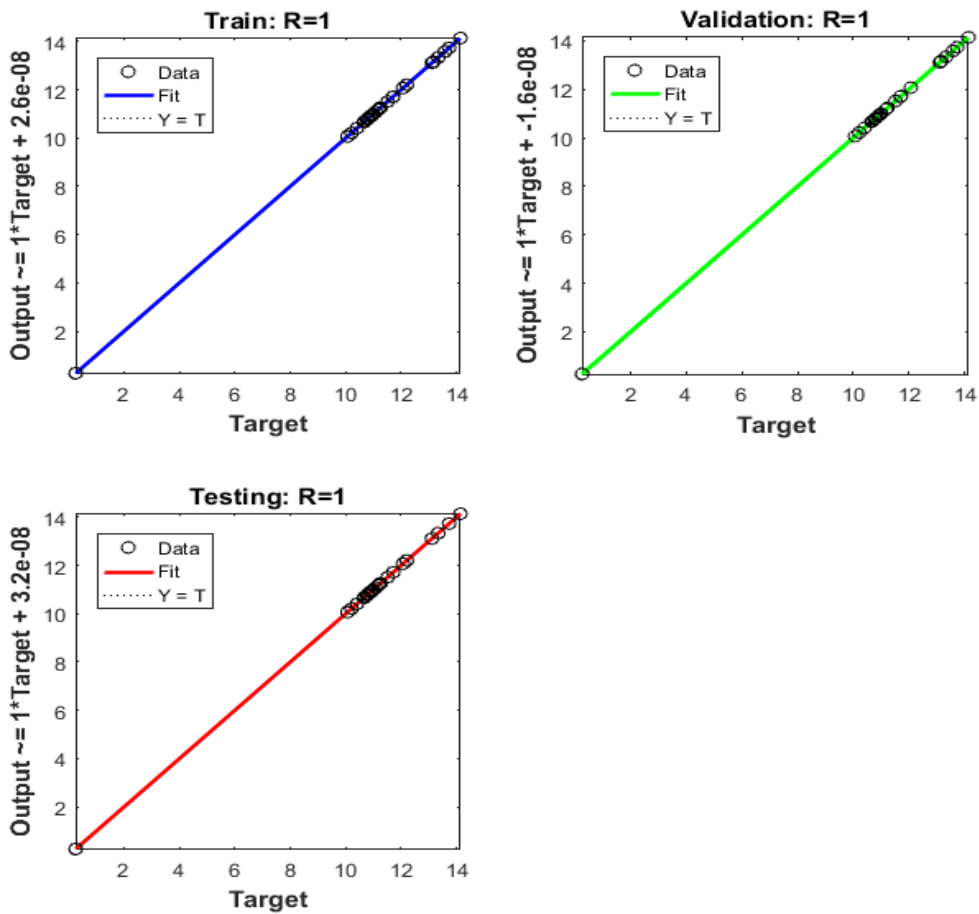 Train: R=1
Output ~= 1*Target + 2.6e-08
14
12
10
8
6
4
2
Data
Fit
Y = T
2 4 6 8 10 12 14
Target
Validation: R=1
Output ~= 1*Target + -1.6e-08
14
12
10
8
6
4
2
Data
Fit
Y = T
2 4 6 8 10 12 14
Target
Testing: R=1
Output ~= 1*Target + 3.2e-08
14
12
10
8
6
4
2
Data
Fit
Y = T
2 4 6 8 10 12 14
Target